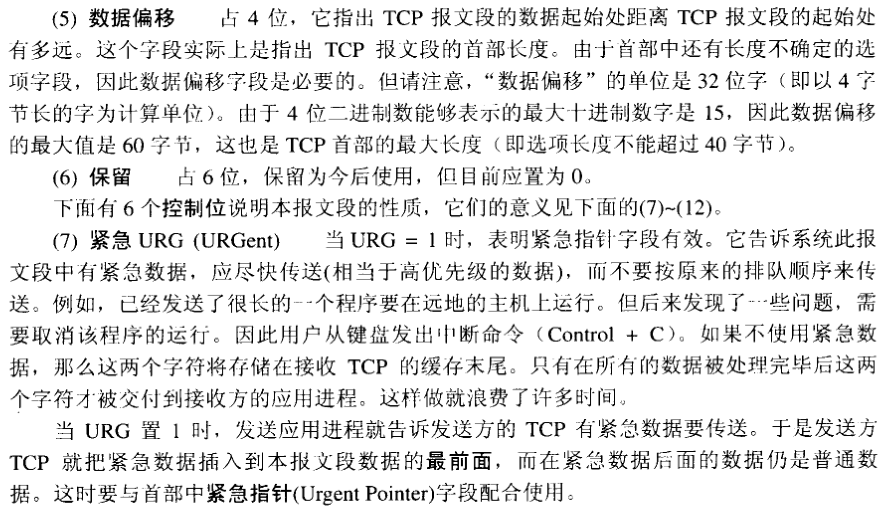 (5) 数据偏移　　占 4 位，它指出 TCP 报文段的数据起始处距离 TCP 报文段的起始处
有多远。这个字段实际上是指出 TCP 报文段的首部长度。由于首部中还有长度不确定的选
项字段，因此数据偏移字段是必要的。但请注意，“数据偏移”的单位是 32 位字（即以 4 字
节长的字为计算单位）。由于 4 位二进制数能够表示的最大十进制数字是 15，因此数据偏移
的最大值是 60 字节，这也是 TCP 首部的最大长度（即选项长度不能超过 40 字节）。
(6) 保留　　占 6 位，保留为今后使用，但目前应置为 0。
下面有 6 个控制位说明本报文段的性质，它们的意义见下面的(7)~(12)。
(7) 紧急 URG (URGent)　　当 URG = 1 时，表明紧急指针字段有效。它告诉系统此报
文段中有紧急数据，应尽快传送(相当于高优先级的数据)，而不要按原来的排队顺序来传
送。例如，已经发送了很长的一个程序要在远地的主机上运行。但后来发现了一些问题，需
要取消该程序的运行。因此用户从键盘发出中断命令（Control + C）。如果不使用紧急数
据，那么这两个字符将存储在接收 TCP 的缓存末尾。只有在所有的数据被处理完毕后这两
个字符才被交付到接收方的应用进程。这样做就浪费了许多时间。
当 URG 置 1 时，发送应用进程就告诉发送方的 TCP 有紧急数据要传送。于是发送方
TCP 就把紧急数据插入到本报文段数据的最前面，而在紧急数据后面的数据仍是普通数
据。这时要与首部中紧急指针(Urgent Pointer)字段配合使用。